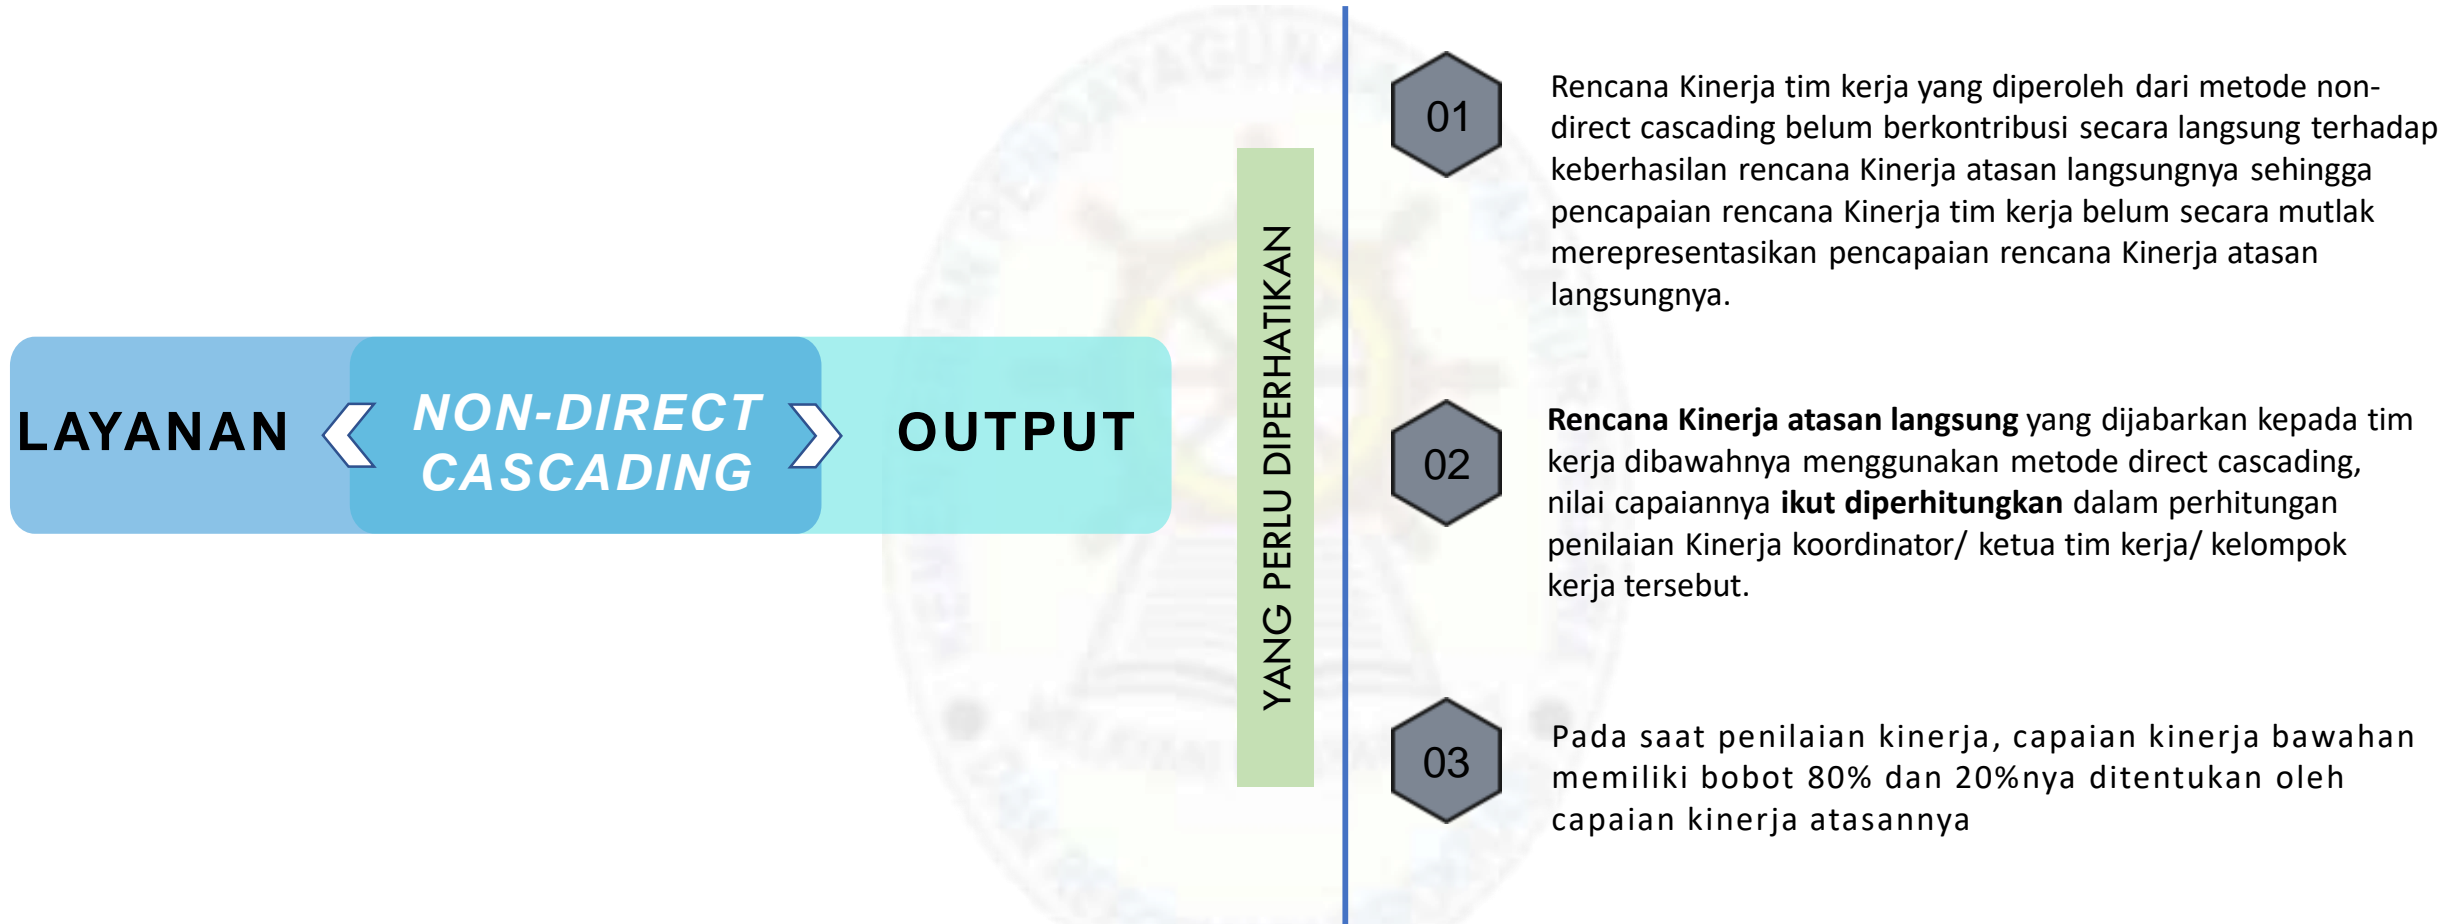 LAYANAN
NON-DIRECT
CASCADING
OUTPUT
YANG PERLU DIPERHATIKAN
01
Rencana Kinerja tim kerja yang diperoleh dari metode non-
direct cascading belum berkontribusi secara langsung terhadap
keberhasilan rencana Kinerja atasan langsungnya sehingga
pencapaian rencana Kinerja tim kerja belum secara mutlak
merepresentasikan pencapaian rencana Kinerja atasan
langsungnya.
02
Rencana Kinerja atasan langsung yang dijabarkan kepada tim
kerja dibawahnya menggunakan metode direct cascading,
nilai capaiannya ikut diperhitungkan dalam perhitungan
penilaian Kinerja koordinator/ ketua tim kerja/ kelompok
kerja tersebut.
03
Pada saat penilaian kinerja, capaian kinerja bawahan
memiliki bobot 80% dan 20%nya ditentukan oleh
capaian kinerja atasannya